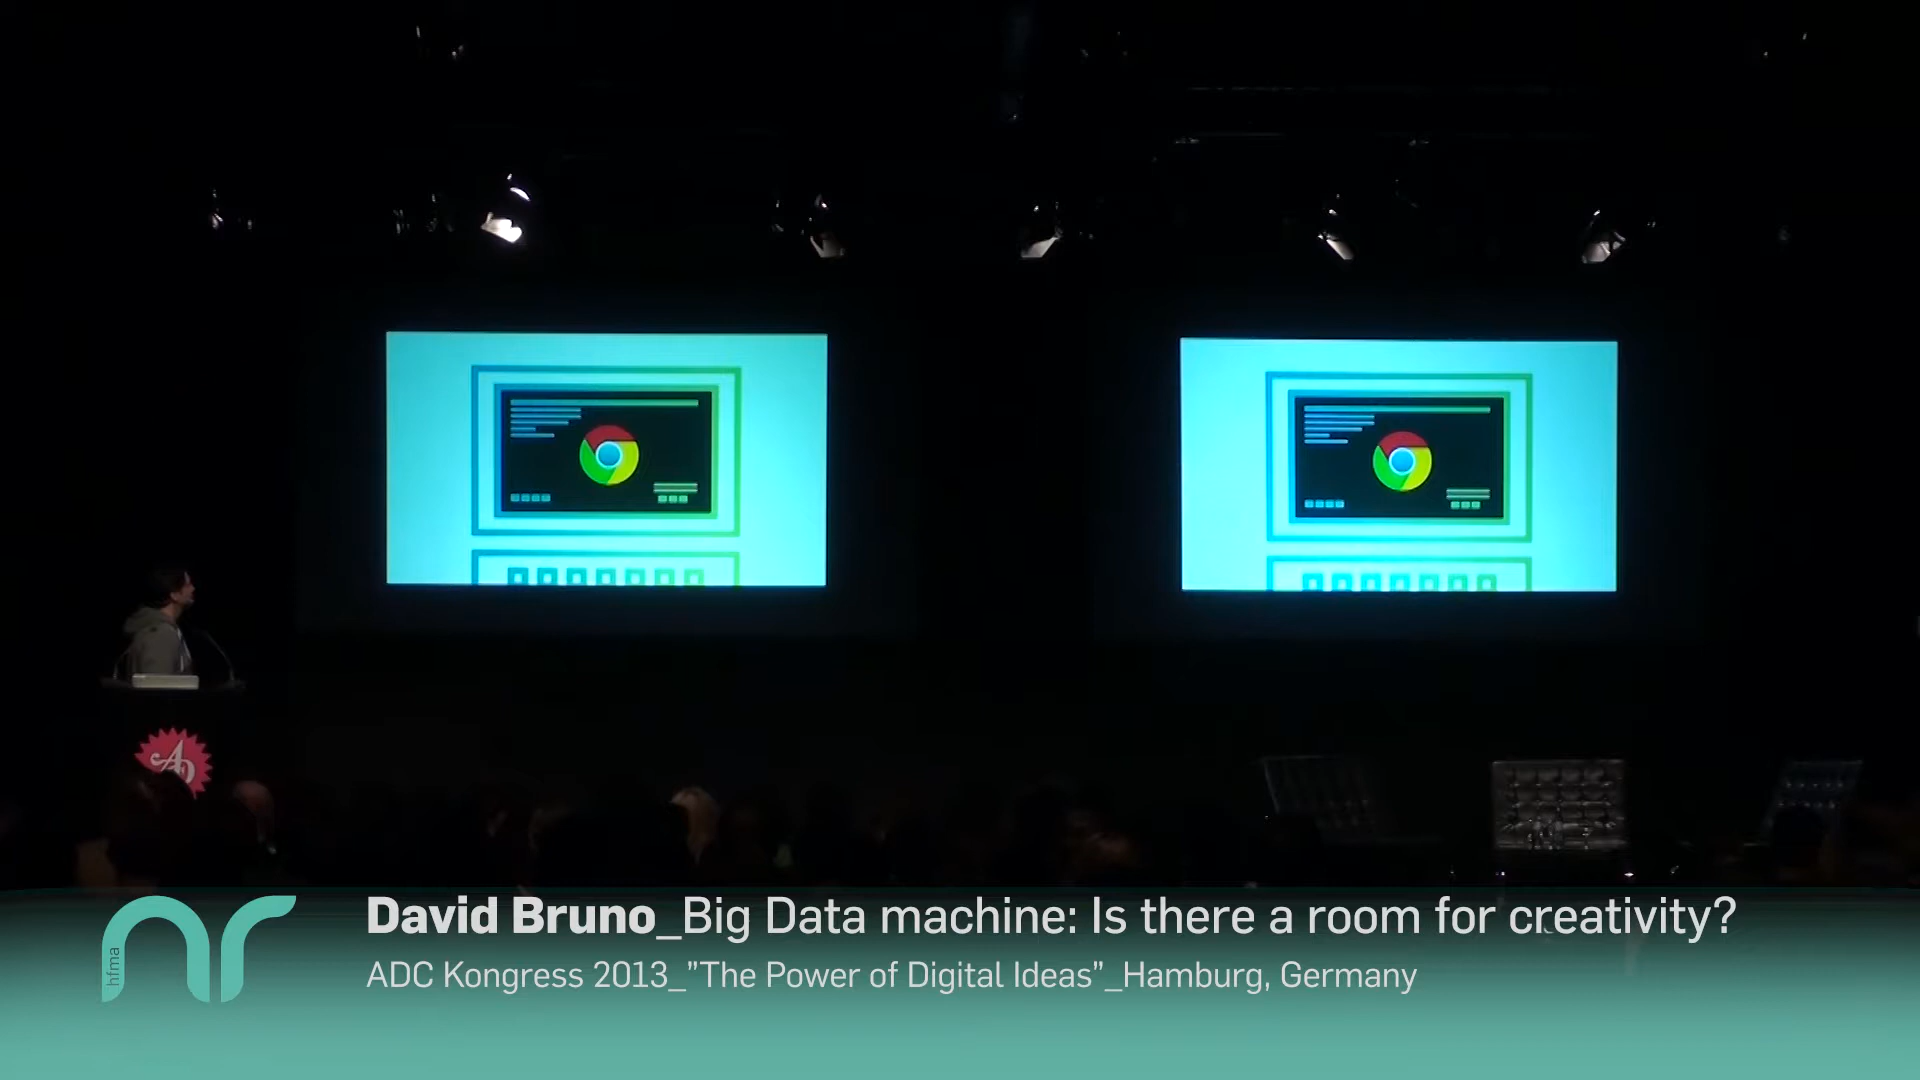 AD
hfma
David Bruno_Big Data machine: Is there a room for creativity?
ADC Kongress 2013_"The Power of Digital Ideas"_Hamburg, Germany